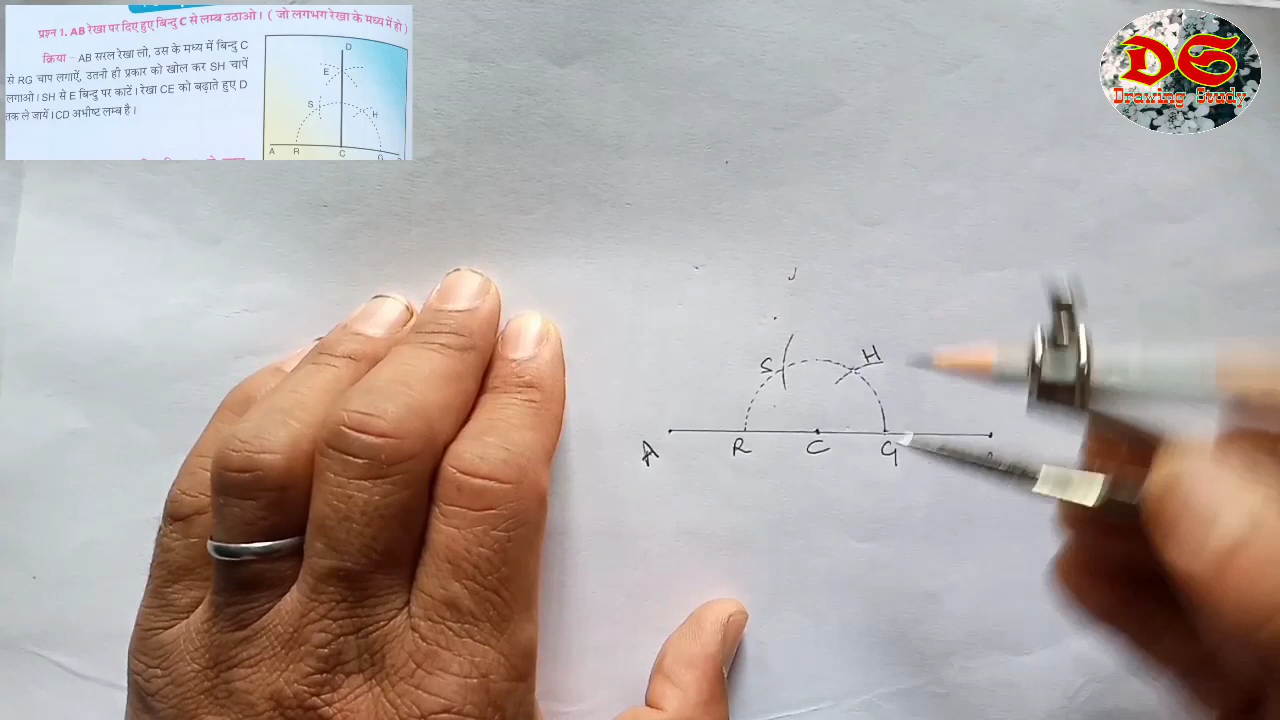 प्रश्न 1. AB रेखा पर दिए हुए बिन्दु C से लम्ब उठाओ। ( जो लगभग रेखा के मध्य में हो )
क्रिया - AB सरल रेखा लो, उस के मध्य में बिन्दु C
से RG चाप लगाऐं, उतनी ही प्रकार को खोल कर SH चापें
लगाओ। SH से E बिन्दु पर काटें। रेखा CE को बढ़ाते हुए D
तक ले जायें। CD अभीष्ट लम्ब है।
D
E
S
H
A R C G
DS
Drawing Study
S H
A R C G